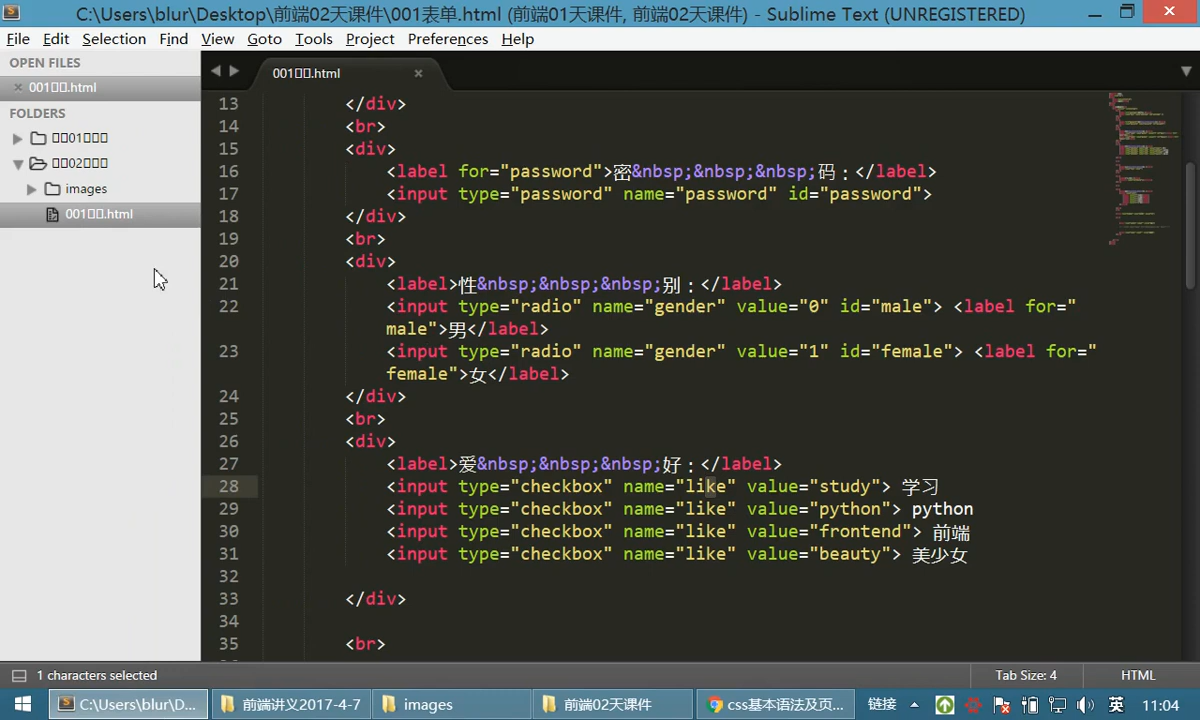 C:\Users\blur\Desktop\前端02天课件\001表单.html (前端01天课件, 前端02天课件) - Sublime Text (UNREGISTERED)
File Edit Selection Find View Goto Tools Project Preferences Help
OPEN FILES
001□□.html
FOLDERS
□□01□□□
□□02□□□
images
001□□.html
001□□.html
13 </div>
14 <br>
15 <div>
16 <label for="password">密&nbsp;&nbsp;&nbsp;码：</label>
17 <input type="password" name="password" id="password">
18 </div>
19 <br>
20 <div>
21 <label>性&nbsp;&nbsp;&nbsp;别：</label>
22 <input type="radio" name="gender" value="0" id="male"> <label for="
male">男</label>
23 <input type="radio" name="gender" value="1" id="female"> <label for="
female">女</label>
24 </div>
25 <br>
26 <div>
27 <label>爱&nbsp;&nbsp;&nbsp;好：</label>
28 <input type="checkbox" name="like" value="study"> 学习
29 <input type="checkbox" name="like" value="python"> python
30 <input type="checkbox" name="like" value="frontend"> 前端
31 <input type="checkbox" name="like" value="beauty"> 美少女
32
33 </div>
34
35 <br>
1 characters selected Tab Size: 4 HTML
C:\Users\blur\D... 前端讲义2017-4-7 images 前端02天课件 css基本语法及页... 链接 英 11:04